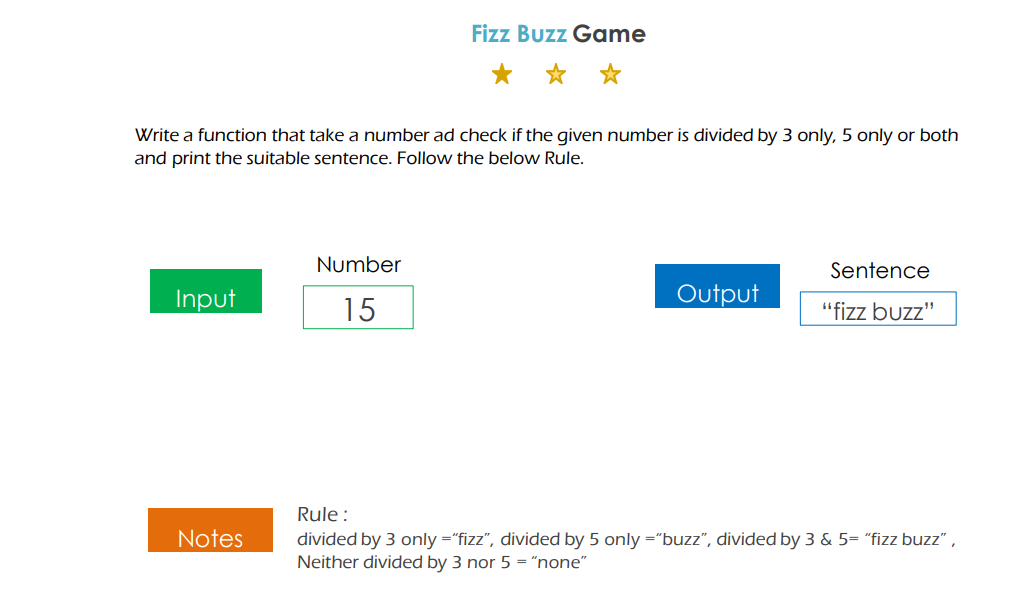 Fizz Buzz Game
Write a function that take a number ad check if the given number is divided by 3 only, 5 only or both
and print the suitable sentence. Follow the below Rule.
Input
Number
15
Output
Sentence
“fizz buzz”
Notes
Rule :
divided by 3 only =“fizz”, divided by 5 only =“buzz”, divided by 3 & 5= “fizz buzz” ,
Neither divided by 3 nor 5 = “none”